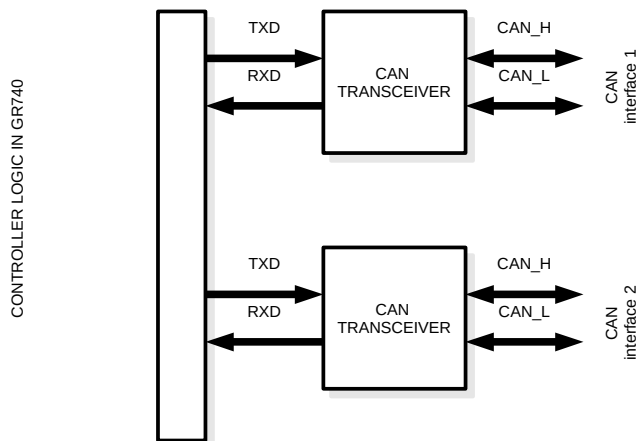 CONTROLLER LOGIC IN GR740
TXD
RXD
CAN
TRANSCEIVER
CAN_H
CAN_L
CAN
interface 1
TXD
RXD
CAN
TRANSCEIVER
CAN_H
CAN_L
CAN
interface 2